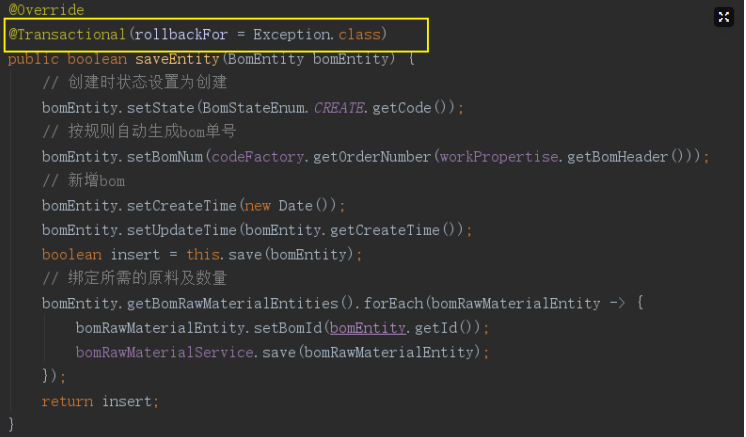 @Override
@Transactional(rollbackFor = Exception.class)
public boolean saveEntity(BomEntity bomEntity) {
// 创建时状态设置为创建
bomEntity.setState(BomStateEnum.CREATE.getCode());
// 按规则自动生成bom单号
bomEntity.setBomNum(codeFactory.getOrderNumber(workPropertise.getBomHeader()));
// 新增bom
bomEntity.setCreateTime(new Date());
bomEntity.setUpdateTime(bomEntity.getCreateTime());
boolean insert = this.save(bomEntity);
// 绑定所需的原料及数量
bomEntity.getBomRawMaterialEntities().forEach(bomRawMaterialEntity -> {
bomRawMaterialEntity.setBomId(bomEntity.getId());
bomRawMaterialService.save(bomRawMaterialEntity);
});
return insert;
}